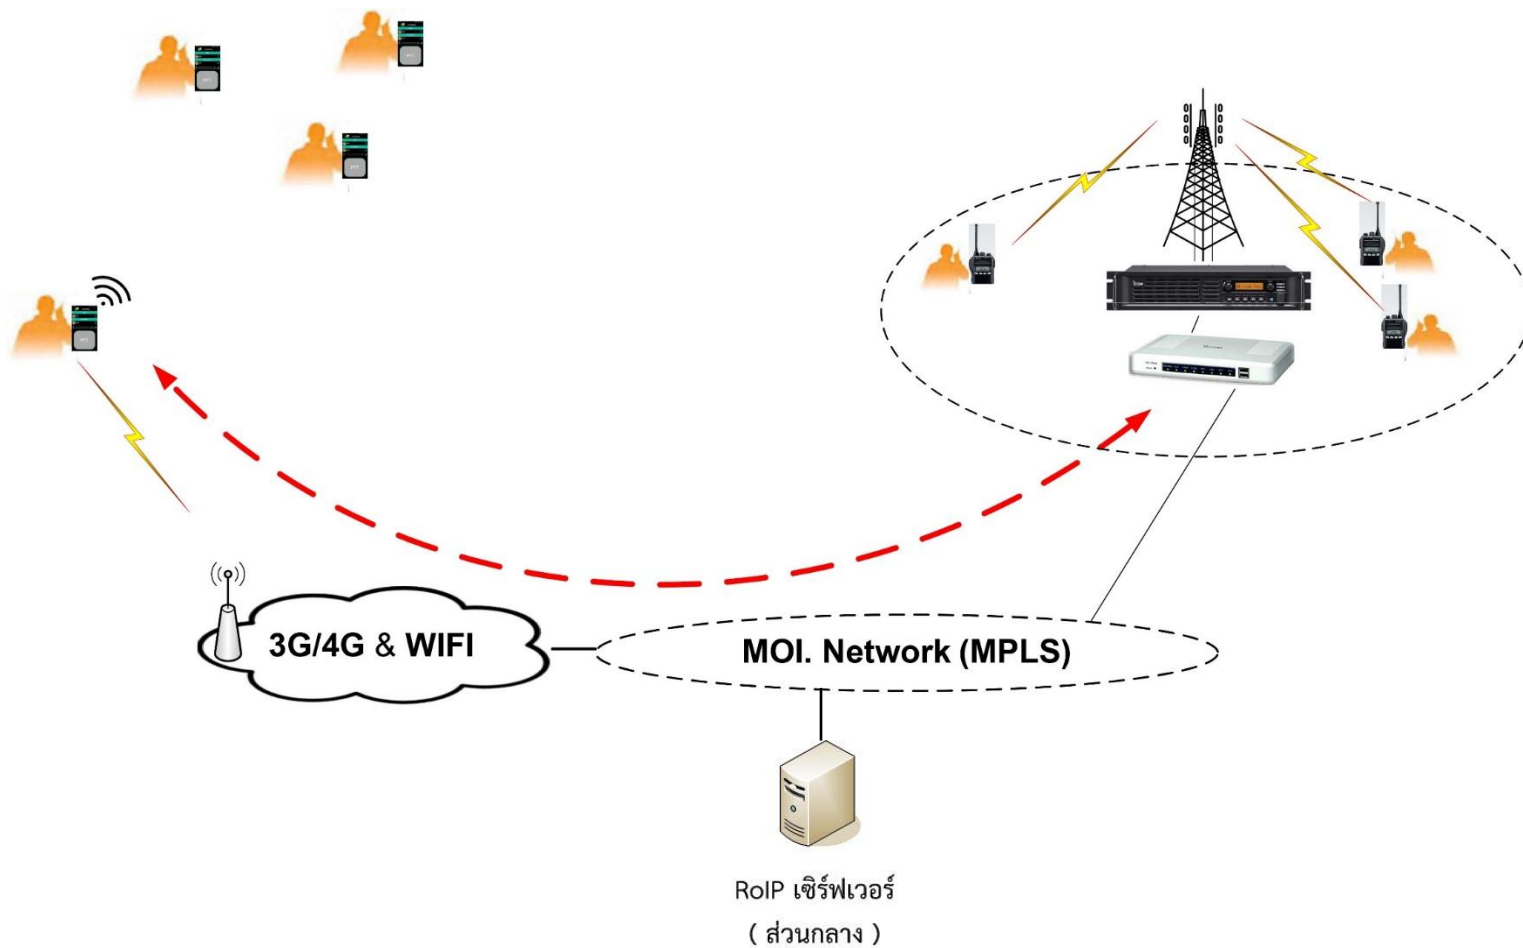 3G/4G & WIFI
MOI. Network (MPLS)
RoIP เซิร์ฟเวอร์
( ส่วนกลาง )